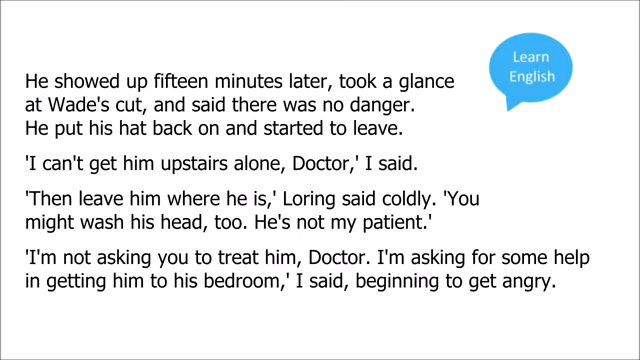 Learn
English
He showed up fifteen minutes later, took a glance
at Wade's cut, and said there was no danger.
He put his hat back on and started to leave.
'I can't get him upstairs alone, Doctor,' I said.
'Then leave him where he is,' Loring said coldly. 'You
might wash his head, too. He's not my patient.'
'I'm not asking you to treat him, Doctor. I'm asking for some help
in getting him to his bedroom,' I said, beginning to get angry.